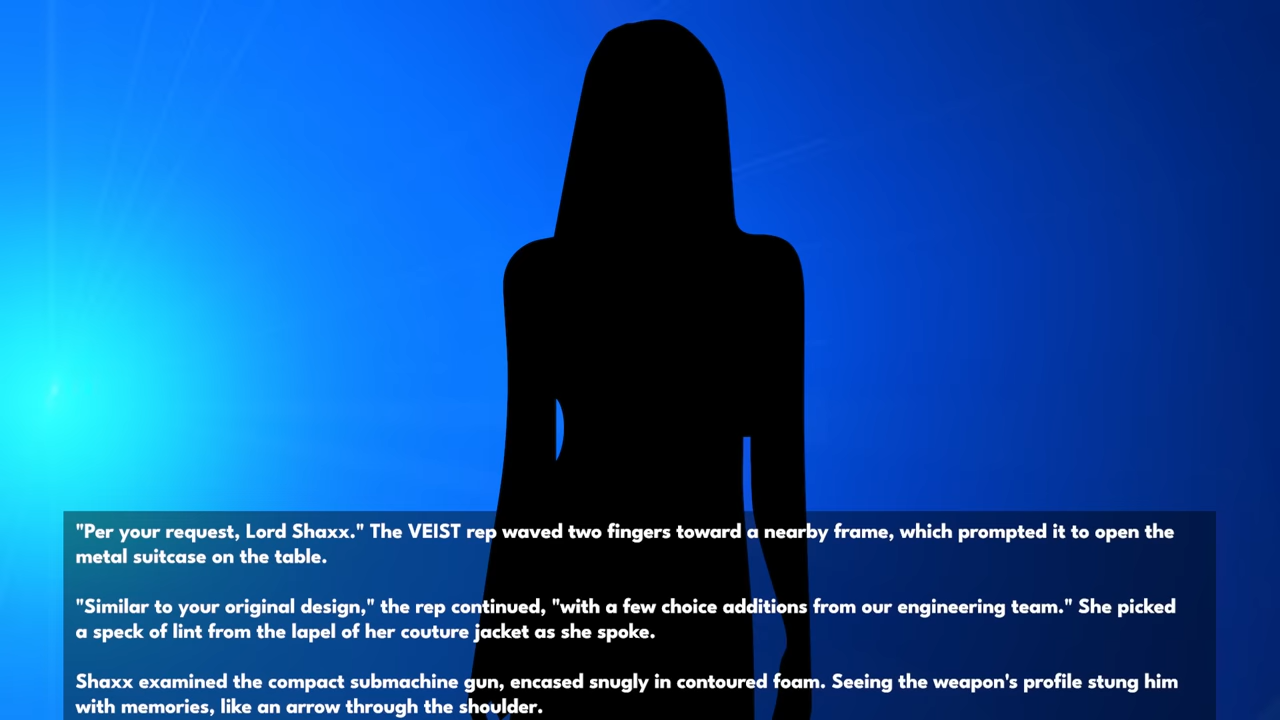 "Per your request, Lord Shaxx." The VEIST rep waved two fingers toward a nearby frame, which prompted it to open the
metal suitcase on the table.
"Similar to your original design," the rep continued, "with a few choice additions from our engineering team." She picked
a speck of lint from the lapel of her couture jacket as she spoke.
Shaxx examined the compact submachine gun, encased snugly in contoured foam. Seeing the weapon's profile stung him
with memories, like an arrow through the shoulder.